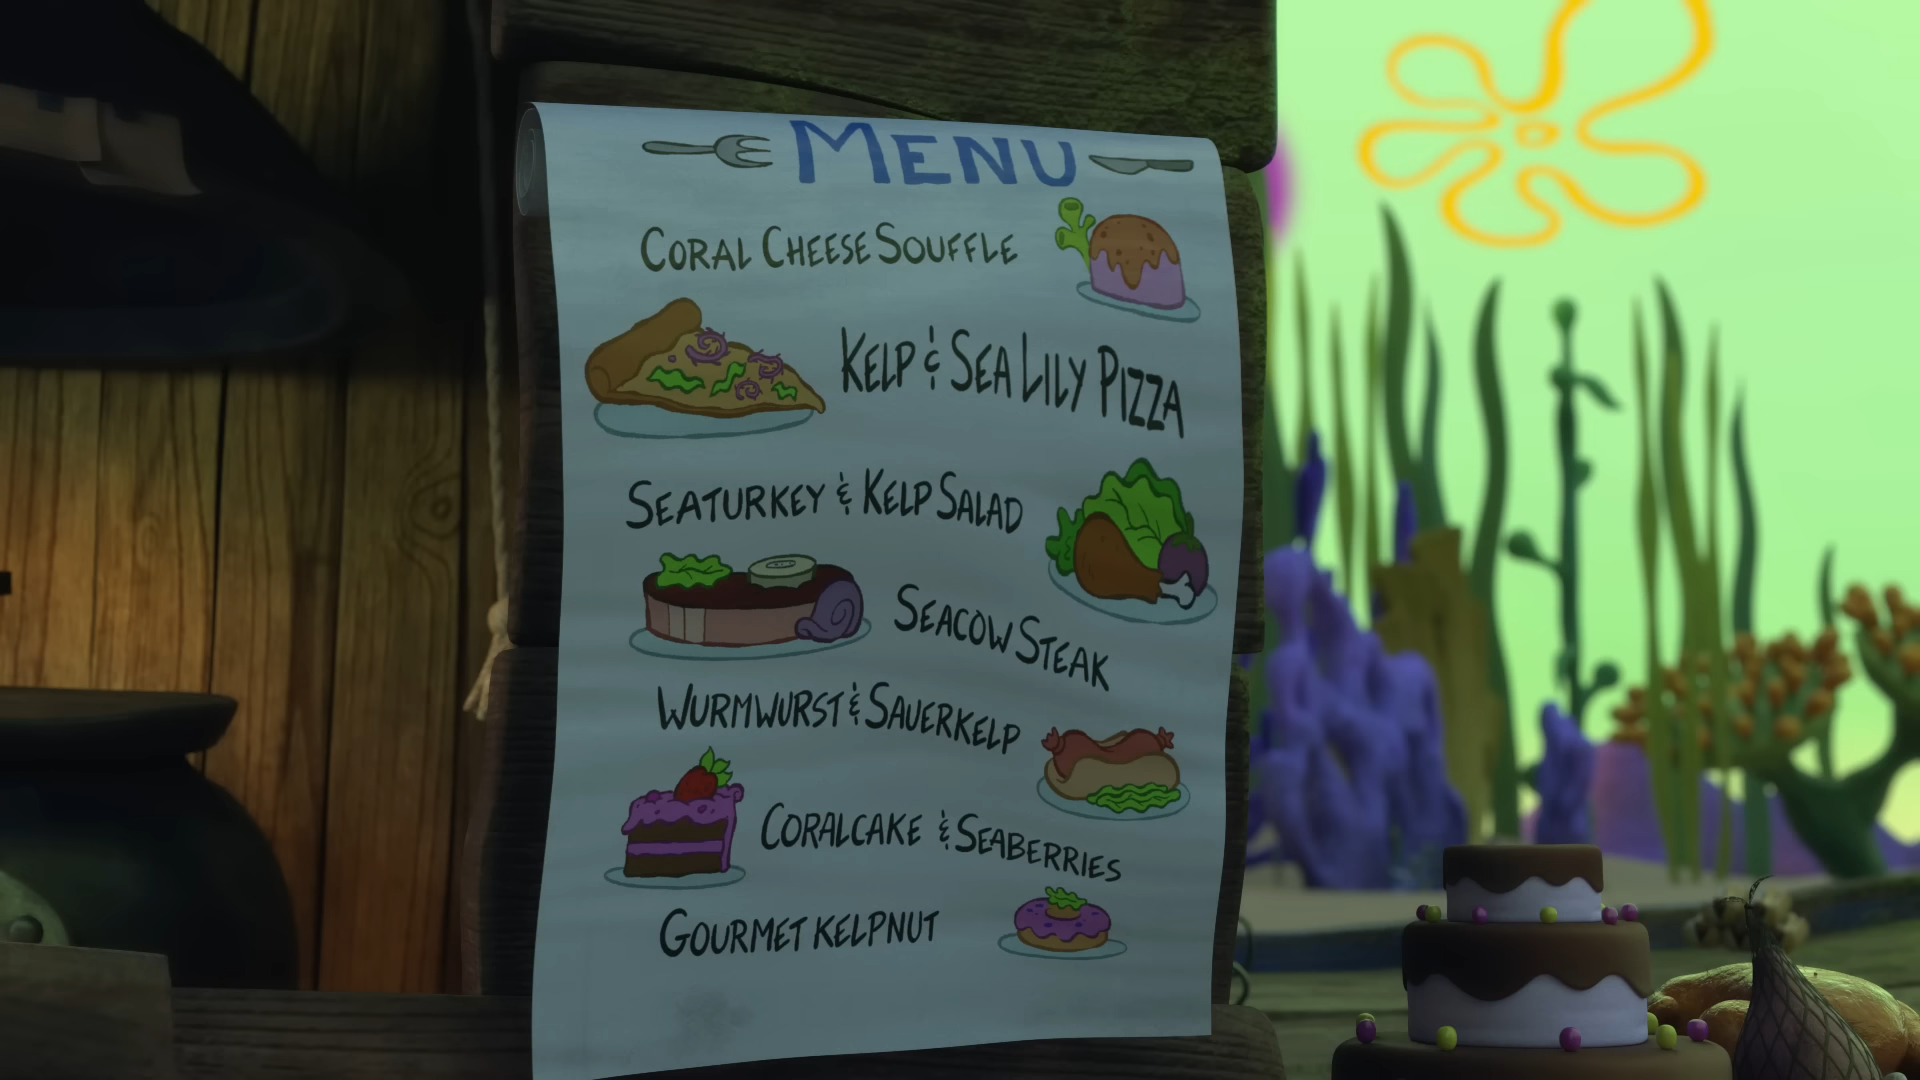 MENU
CORAL CHEESE SOUFFLE
KELP & SEA LILY PIZZA
SEATURKEY & KELP SALAD
SEACOW STEAK
WURMWURST & SAUERKELP
CORALCAKE & SEABERRIES
GOURMET KELPNUT